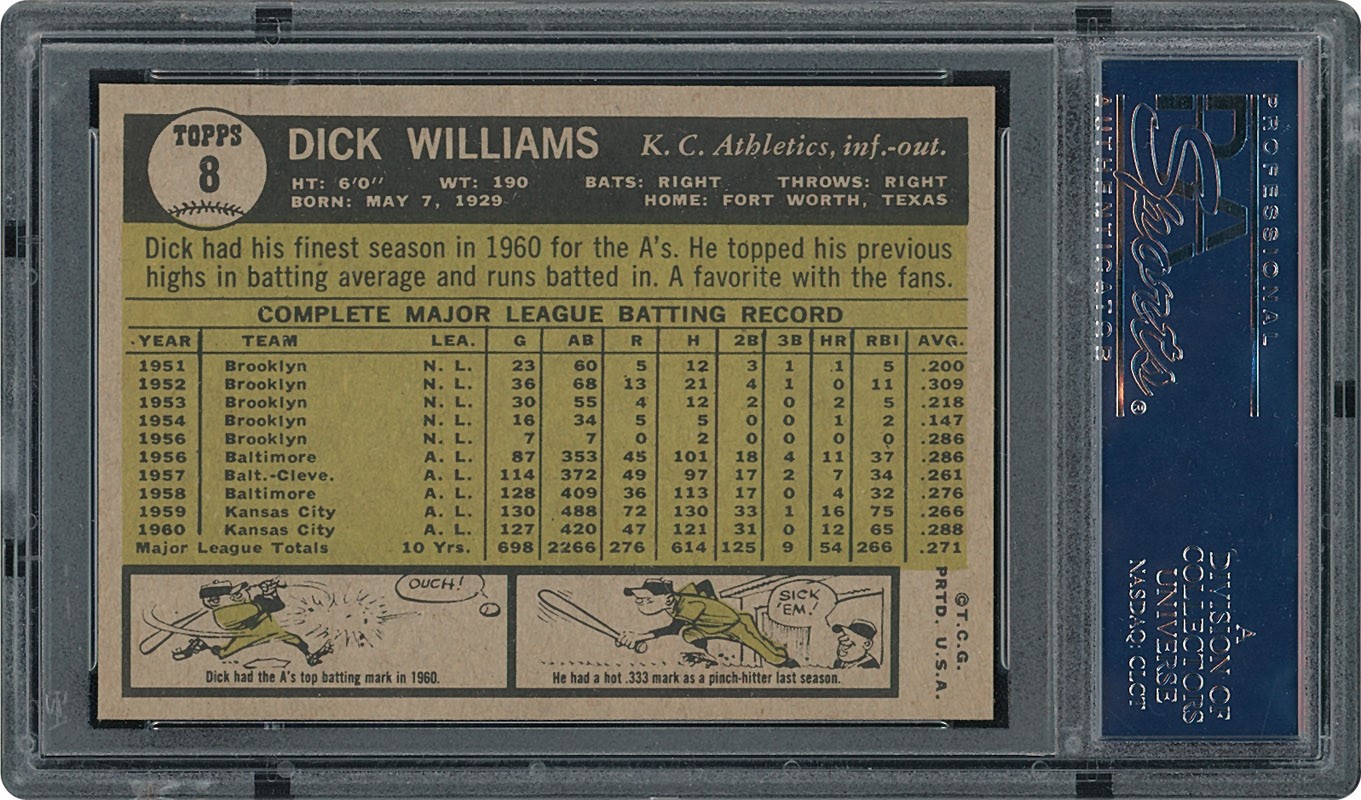 TOPPS
8
DICK WILLIAMS K. C. Athletics, inf.-out.
HT: 6'0" WT: 190 BATS: RIGHT THROWS: RIGHT
BORN: MAY 7, 1929 HOME: FORT WORTH, TEXAS
Dick had his finest season in 1960 for the A's. He topped his previous
highs in batting average and runs batted in. A favorite with the fans.
COMPLETE MAJOR LEAGUE BATTING RECORD
YEAR TEAM LEA. G AB R H 2B 3B HR RBI AVG.
1951 Brooklyn N. L. 23 60 5 12 3 1 1 5 .200
1952 Brooklyn N. L. 36 68 13 21 4 1 0 11 .309
1953 Brooklyn N. L. 30 55 4 12 2 0 2 5 .218
1954 Brooklyn N. L. 16 34 5 5 0 0 1 2 .147
1956 Brooklyn N. L. 7 7 0 2 0 0 0 0 .286
1956 Baltimore A. L. 87 353 45 101 18 4 11 37 .286
1957 Balt.-Cleve. A. L. 114 372 49 97 17 2 7 34 .261
1958 Baltimore A. L. 128 409 36 113 17 0 4 32 .276
1959 Kansas City A. L. 130 488 72 130 33 1 16 75 .266
1960 Kansas City A. L. 127 420 47 121 31 0 12 65 .288
Major League Totals 10 Yrs. 698 2266 276 614 125 9 54 266 .271
OUCH!
Dick had the A's top batting mark in 1960.
SICK
'EM!
He had a hot .333 mark as a pinch-hitter last season.
©T.C.G.
PRTD. U.S.A.
PROFESSIONAL
PSA
Sports®
AUTHENTICATOR
A
DIVISION OF
COLLECTORS
UNIVERSE
NASDAQ: CLCT